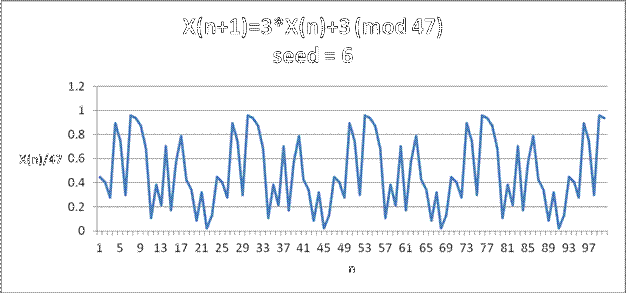 X(n+1)=3*X(n)+3 (mod 47)
seed = 6
1.2
1
0.8
0.6
0.4
0.2
0
X(n)/47
1 5 9 13 17 21 25 29 33 37 41 45 49 53 57 61 65 69 73 77 81 85 89 93 97
n